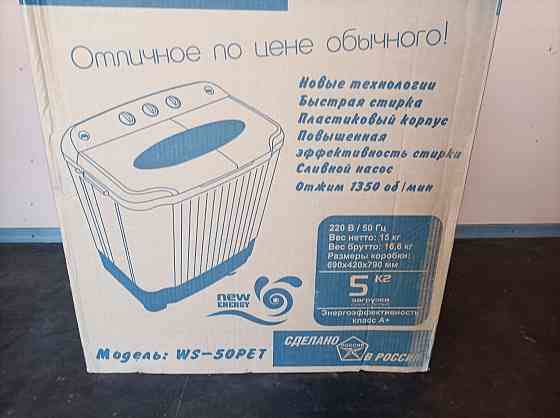 Отличное по цене обычного!
Новые технологии
Быстрая стирка
Пластиковый корпус
Повышенная
эффективность стирки
Сливной насос
Отжим 1350 об/мин
220 В / 50 Гц
Вес нетто: 15 кг
Вес брутто: 16,6 кг
Размеры коробки:
690x420x790 мм
5 кг
загрузки
Энергоэффективность
класс A+
new
ENERGY
Модель: WS-50PET
СДЕЛАНО
РОССИЯ
В РОССИИ